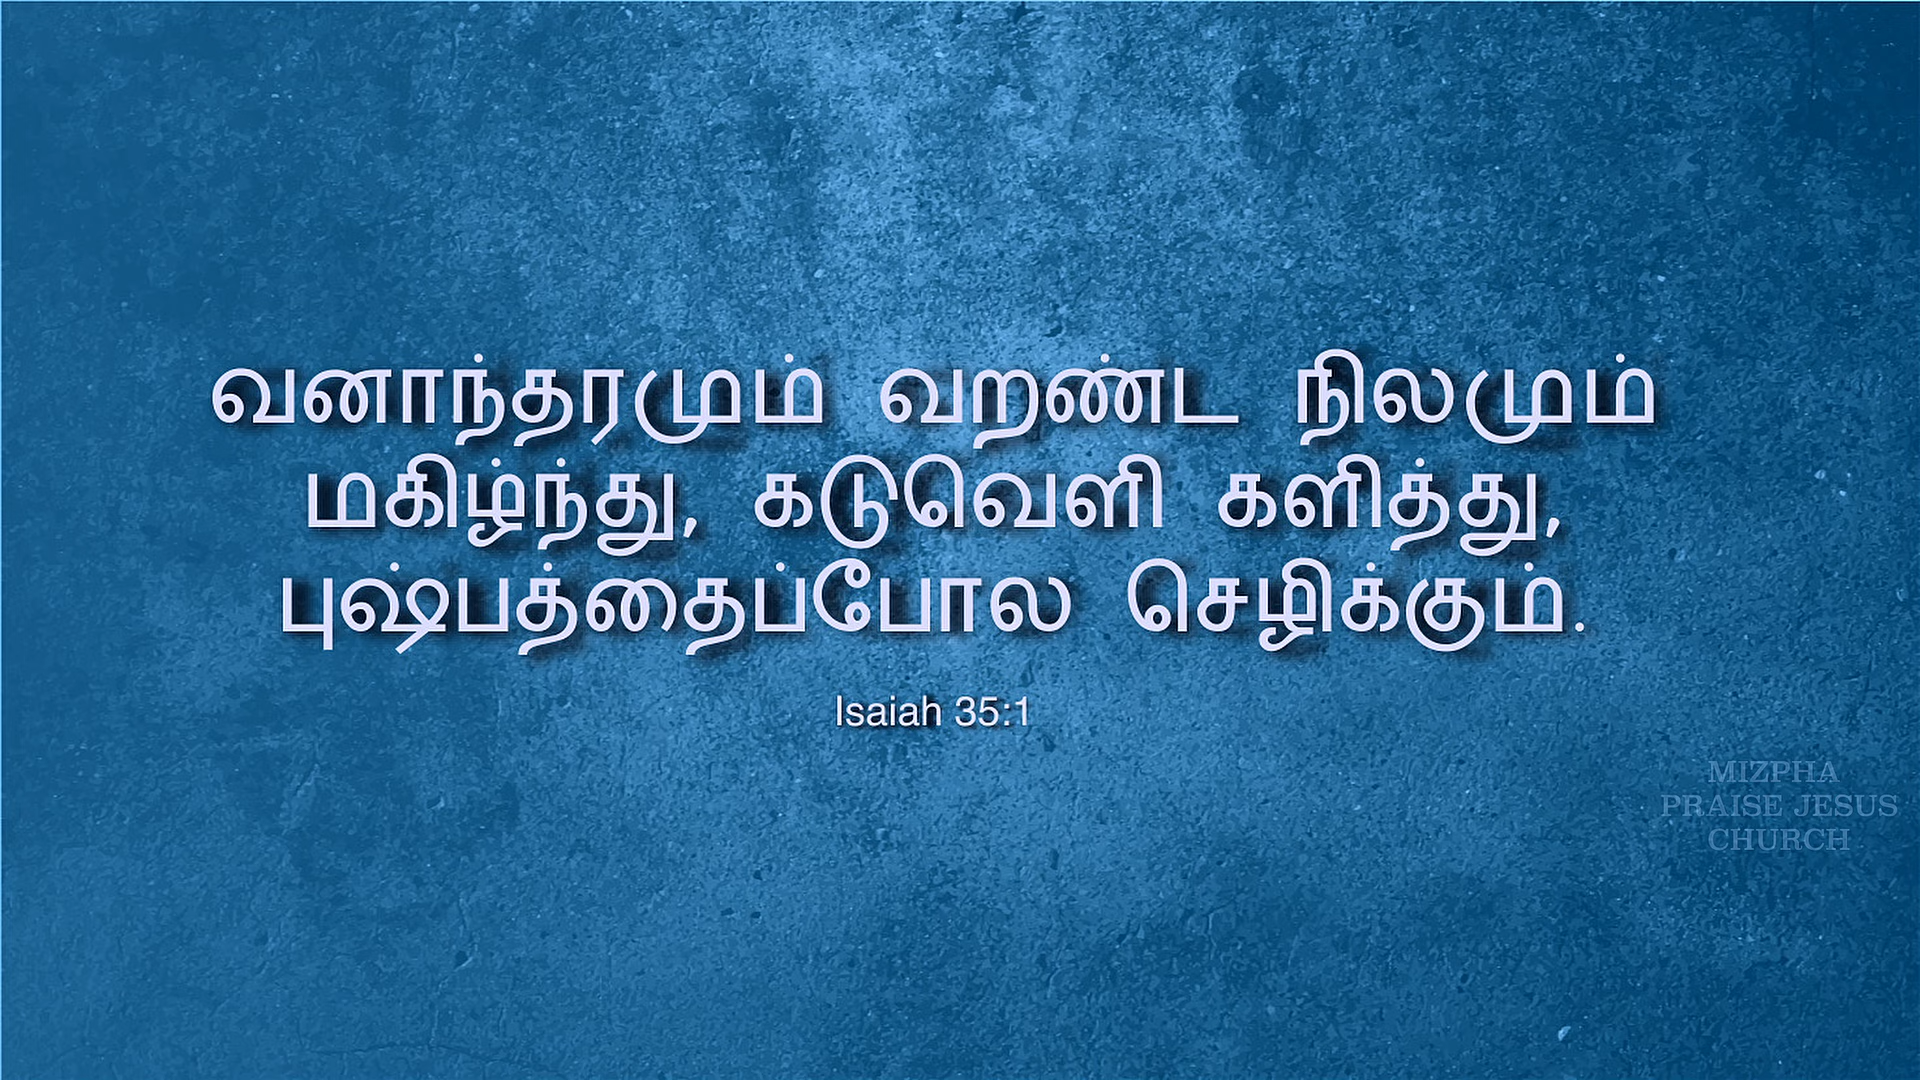 வனாந்தரமும் வறண்ட நிலமும்
மகிழ்ந்து, கடுவெளி களித்து,
புஷ்பத்தைப்போல செழிக்கும்.
Isaiah 35:1
MIZPHA
PRAISE JESUS
CHURCH